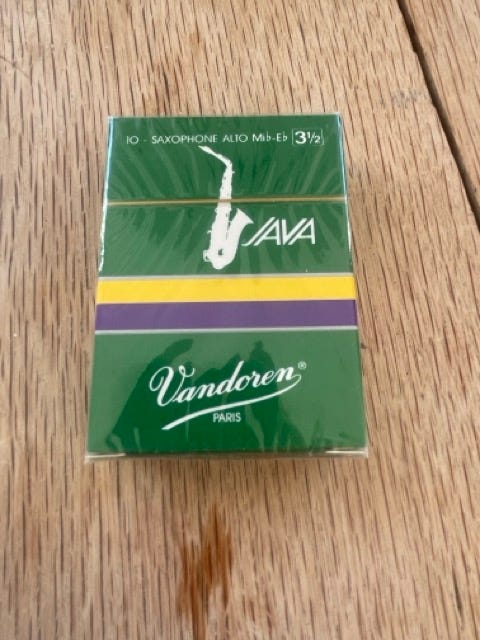 10 - SAXOPHONE ALTO Mib-Eb 3½
JAVA
Vandoren®
PARIS